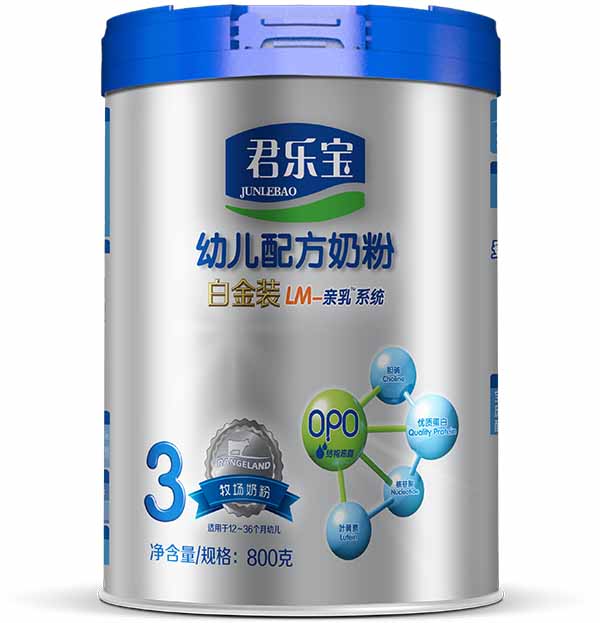 君乐宝
JUNLEBAO
幼儿配方奶粉
白金装 LM-亲乳™系统
胆碱
Choline
OPO
结构油脂
优质蛋白
Quality Protein
核苷酸
Nucleotide
叶黄素
Lutein
3
RANGELAND
牧场奶粉
适用于12~36个月幼儿
净含量/规格：800克